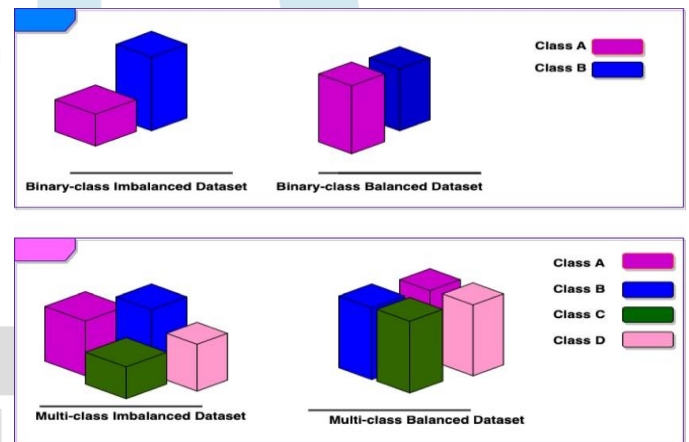 Class A
Class B
Binary-class Imbalanced Dataset
Binary-class Balanced Dataset
Class A
Class B
Class C
Class D
Multi-class Imbalanced Dataset
Multi-class Balanced Dataset